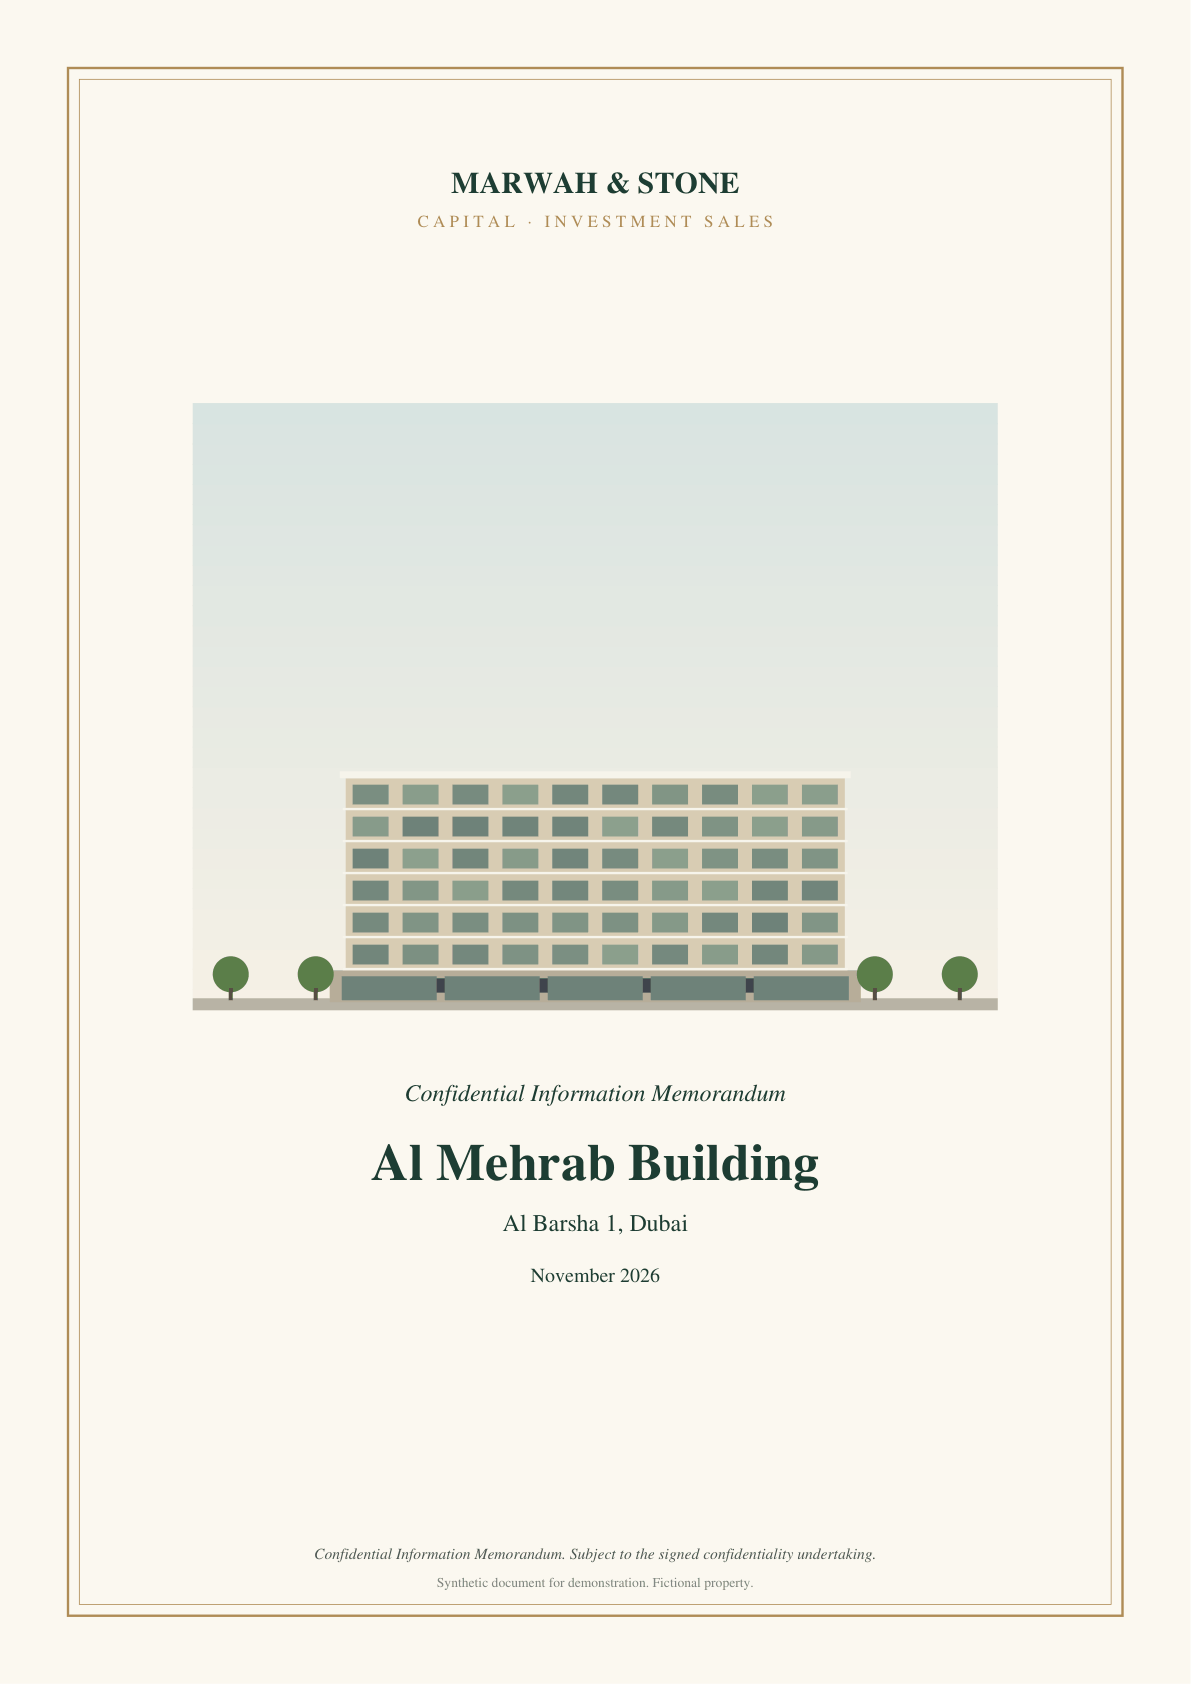 MARWAH & STONE
CAPITAL · INVESTMENT SALES
Confidential Information Memorandum
Al Mehrab Building
Al Barsha 1, Dubai
November 2026
Confidential Information Memorandum. Subject to the signed confidentiality undertaking.
Synthetic document for demonstration. Fictional property.